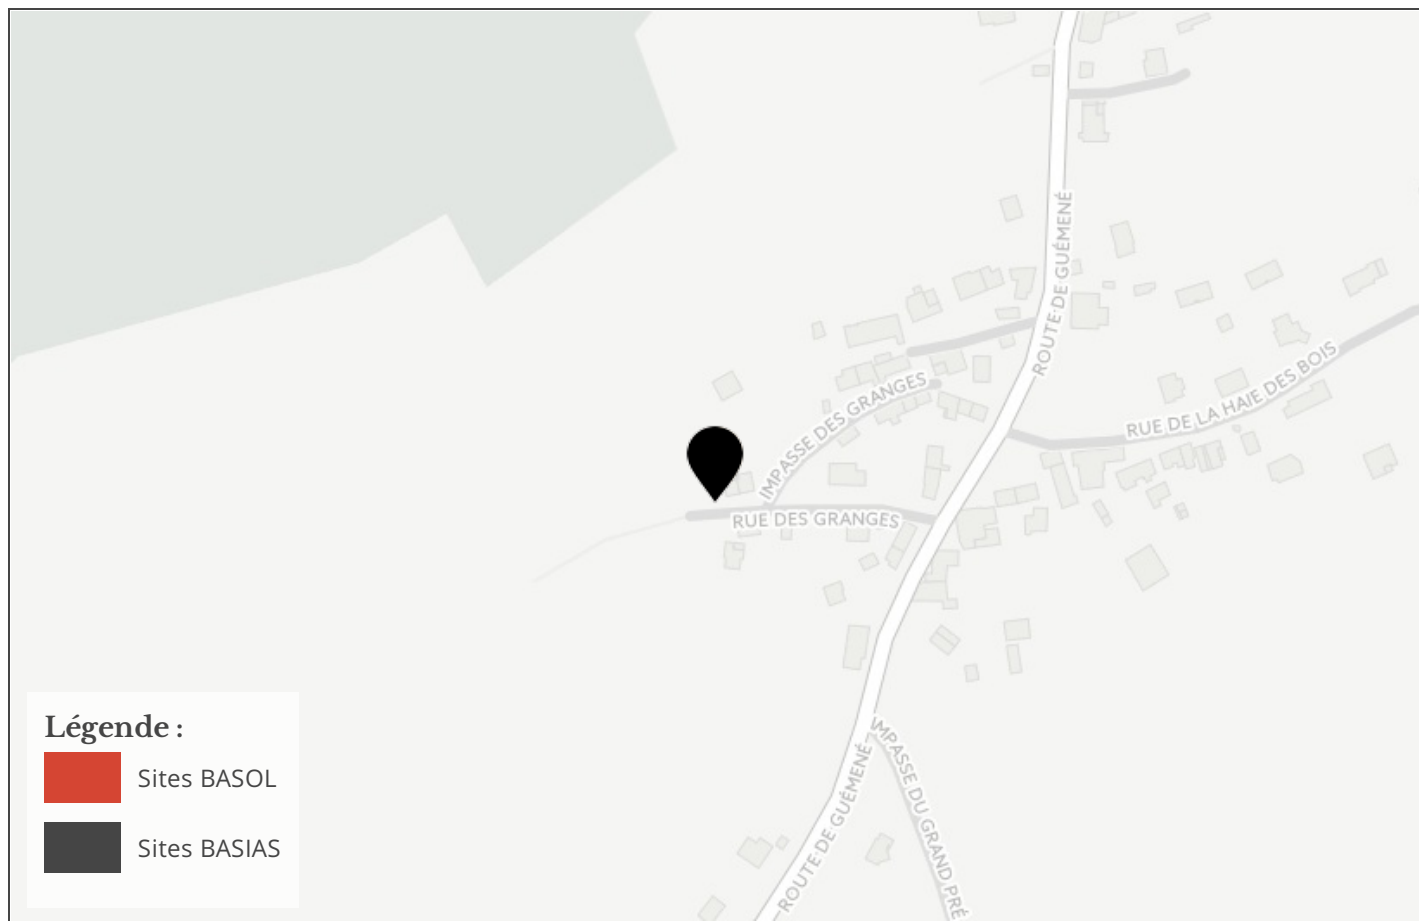 ROUTE DE GUÉMENÉ
IMPASSE DES GRANGES
RUE DE LA HAIE DES BOIS
RUE DES GRANGES
IMPASSE DU GRAND PRÉ
ROUTE DE GUÉMENÉ
Légende :
Sites BASOL
Sites BASIAS